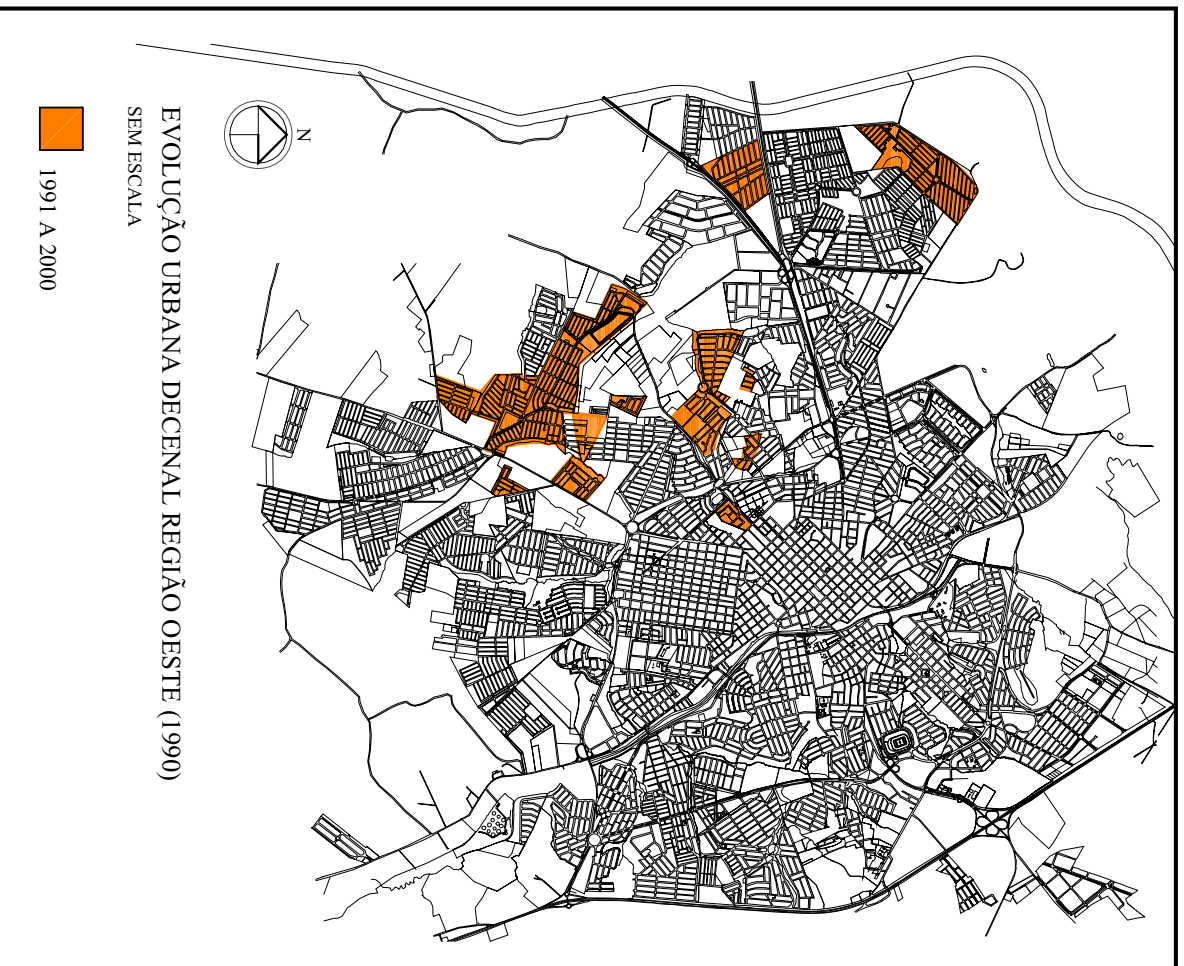 N
EVOLUÇÃO URBANA DECENAL REGIÃO OESTE (1990)
SEM ESCALA
1991 A 2000